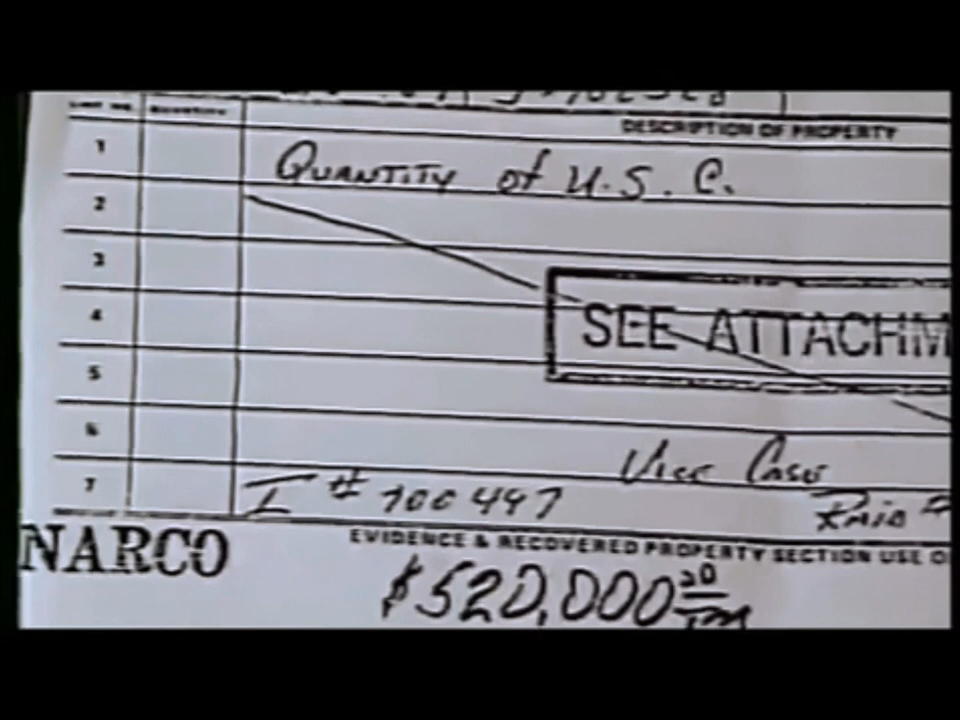 DESCRIPTION OF PROPERTY
1 QUANTITY of U.S.C.
2
3
4 SEE ATTACHM
5
6 Vice Case
7 I # 700497
NARCO EVIDENCE & RECOVERED PROPERTY SECTION USE O
$520,000